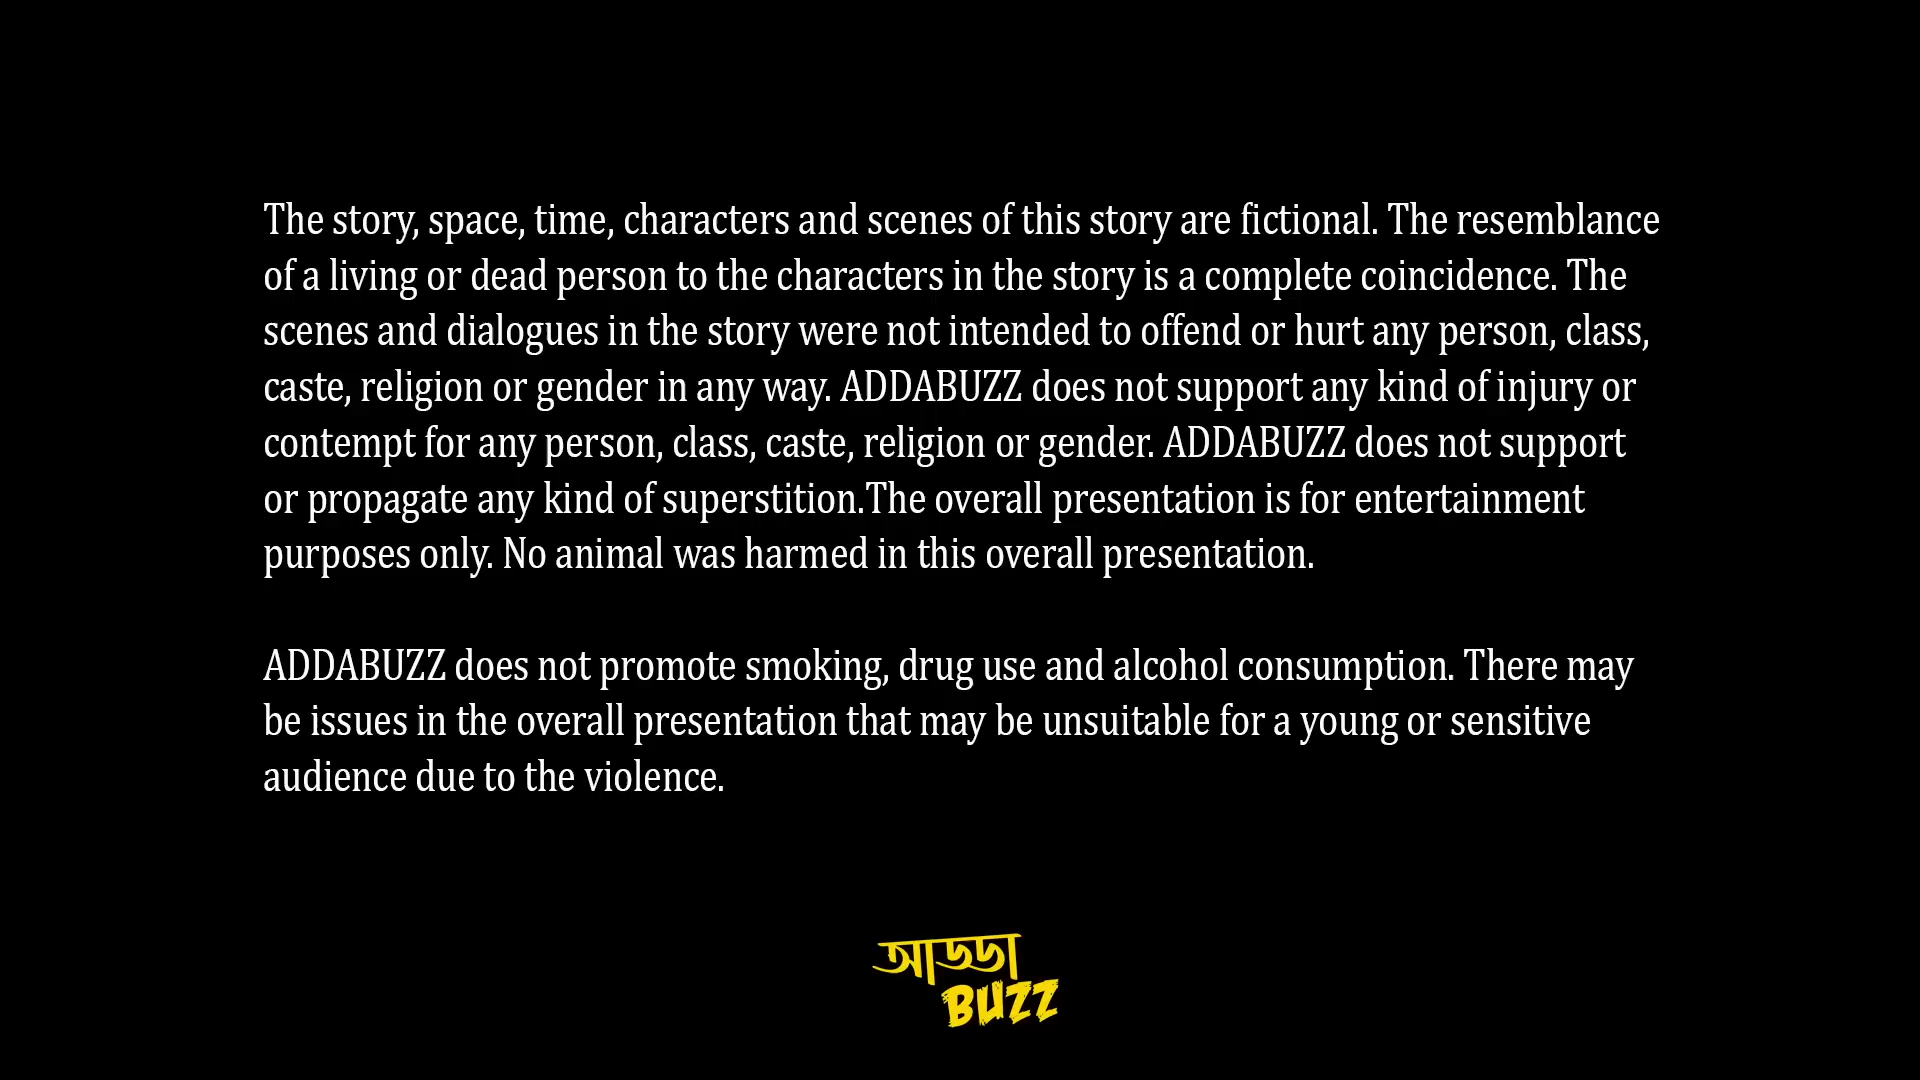 The story, space, time, characters and scenes of this story are fictional. The resemblance
of a living or dead person to the characters in the story is a complete coincidence. The
scenes and dialogues in the story were not intended to offend or hurt any person, class,
caste, religion or gender in any way. ADDABUZZ does not support any kind of injury or
contempt for any person, class, caste, religion or gender. ADDABUZZ does not support
or propagate any kind of superstition.The overall presentation is for entertainment
purposes only. No animal was harmed in this overall presentation.
ADDABUZZ does not promote smoking, drug use and alcohol consumption. There may
be issues in the overall presentation that may be unsuitable for a young or sensitive
audience due to the violence.
আড্ডা
BUZZ